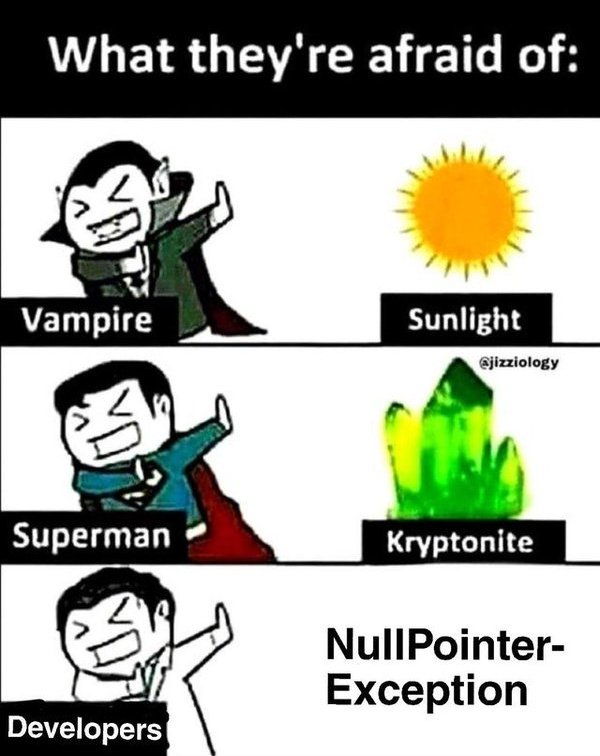 What they're afraid of:
Vampire
Sunlight
@jizziology
Superman
Kryptonite
Developers
NullPointer-
Exception